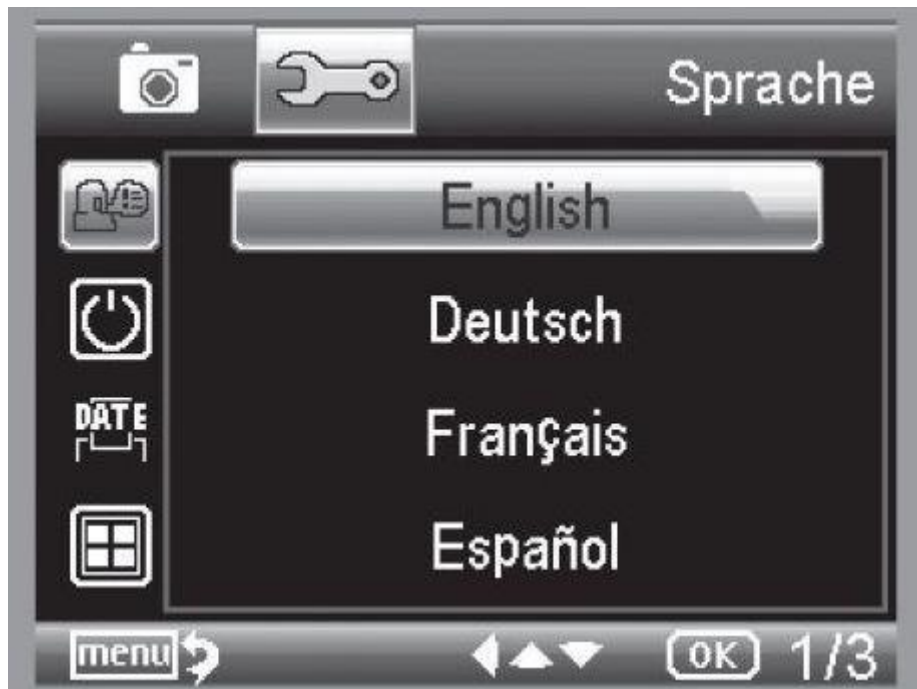 Sprache
English
Deutsch
DATE
Français
Español
menu OK 1/3